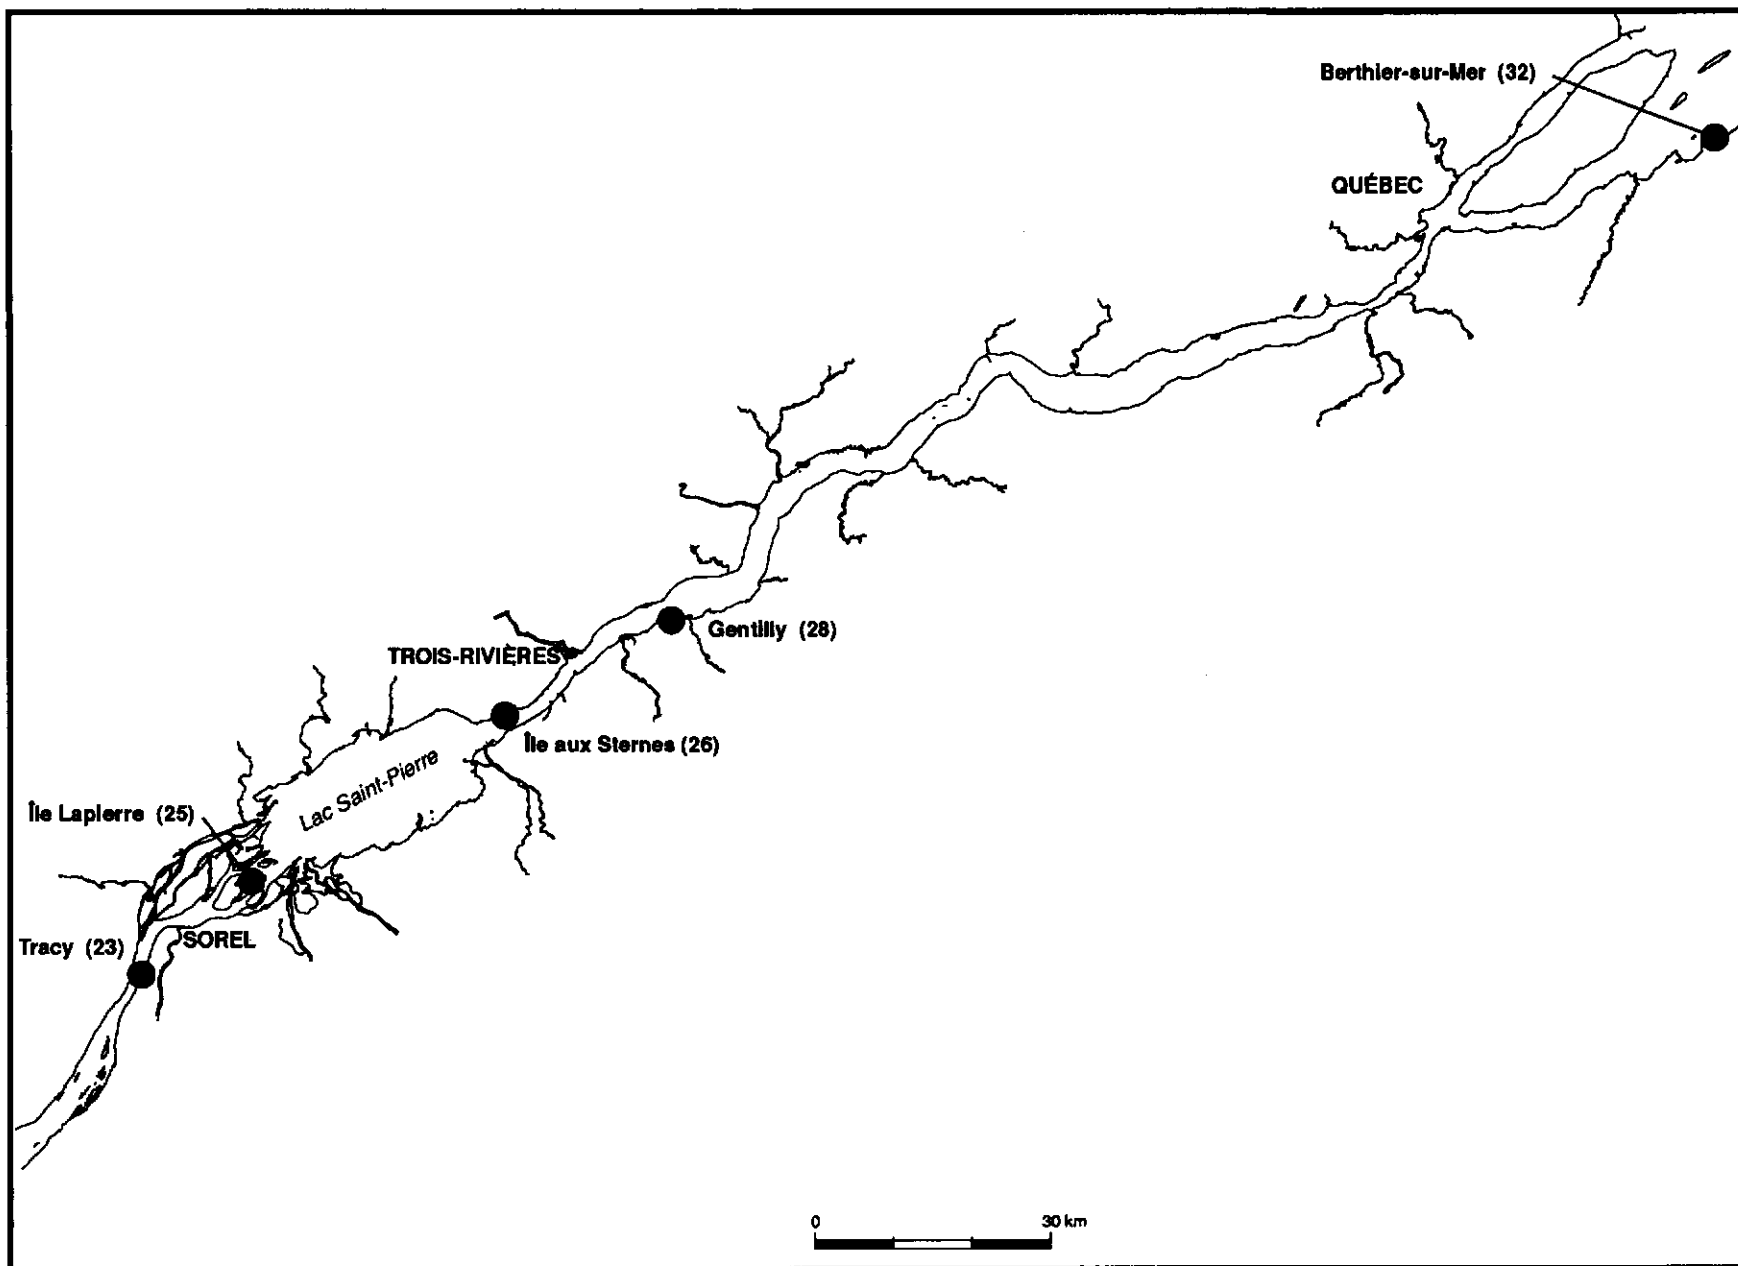 Berthier-sur-Mer (32)
QUÉBEC
Gentilly (28)
TROIS-RIVIÈRES
Île aux Sternes (26)
Lac Saint-Pierre
Île Lapierre (25)
SOREL
Tracy (23)
0 30 km